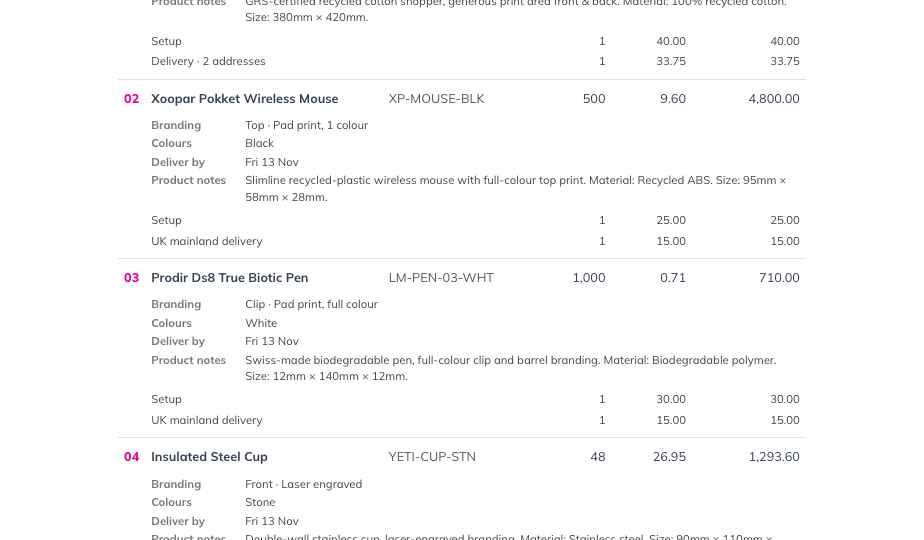 Product notes GRS-certified recycled cotton shopper, generous print area front & back. Material: 100% recycled cotton.
Size: 380mm × 420mm.
Setup 1 40.00 40.00
Delivery · 2 addresses 1 33.75 33.75
02 Xoopar Pokket Wireless Mouse XP-MOUSE-BLK 500 9.60 4,800.00
Branding Top · Pad print, 1 colour
Colours Black
Deliver by Fri 13 Nov
Product notes Slimline recycled-plastic wireless mouse with full-colour top print. Material: Recycled ABS. Size: 95mm ×
58mm × 28mm.
Setup 1 25.00 25.00
UK mainland delivery 1 15.00 15.00
03 Prodir Ds8 True Biotic Pen LM-PEN-03-WHT 1,000 0.71 710.00
Branding Clip · Pad print, full colour
Colours White
Deliver by Fri 13 Nov
Product notes Swiss-made biodegradable pen, full-colour clip and barrel branding. Material: Biodegradable polymer.
Size: 12mm × 140mm × 12mm.
Setup 1 30.00 30.00
UK mainland delivery 1 15.00 15.00
04 Insulated Steel Cup YETI-CUP-STN 48 26.95 1,293.60
Branding Front · Laser engraved
Colours Stone
Deliver by Fri 13 Nov
Product notes Double-wall stainless cup, laser-engraved branding. Material: Stainless steel. Size: 90mm × 110mm ×